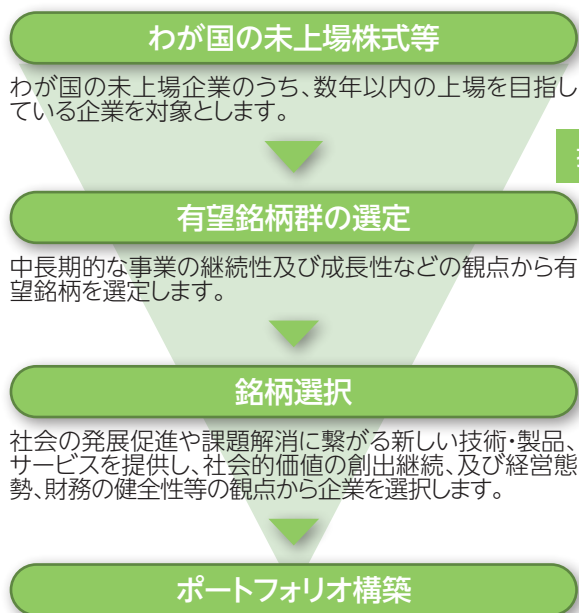 わが国の未上場株式等
わが国の未上場企業のうち、数年以内の上場を目指し
ている企業を対象とします。
有望銘柄群の選定
中長期的な事業の継続性及び成長性などの観点から有
望銘柄を選定します。
銘柄選択
社会の発展促進や課題解消に繋がる新しい技術・製品、
サービスを提供し、社会的価値の創出継続、及び経営態
勢、財務の健全性等の観点から企業を選択します。
ポートフォリオ構築